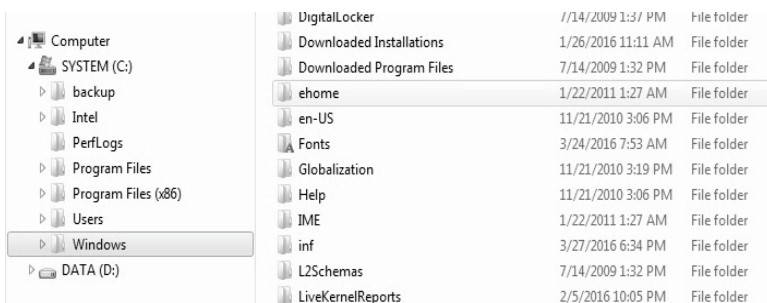 Computer
SYSTEM (C:)
backup
Intel
PerfLogs
Program Files
Program Files (x86)
Users
Windows
DATA (D:)
DigitalLocker 7/14/2009 1:37 PM File folder
Downloaded Installations 1/26/2016 11:11 AM File folder
Downloaded Program Files 7/14/2009 1:32 PM File folder
ehome 1/22/2011 1:27 AM File folder
en-US 11/21/2010 3:06 PM File folder
Fonts 3/24/2016 7:53 AM File folder
Globalization 11/21/2010 3:19 PM File folder
Help 11/21/2010 3:06 PM File folder
IME 1/22/2011 1:27 AM File folder
inf 3/27/2016 6:34 PM File folder
L2Schemas 7/14/2009 1:32 PM File folder
LiveKernelReports 2/5/2016 10:05 PM File folder